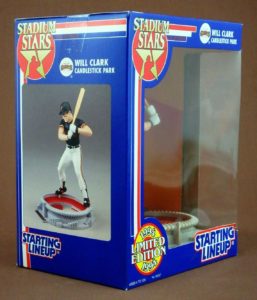 STADIUM
STARS
WILL CLARK
CANDLESTICK PARK
STARTING
LINEUP
STADIUM
STARS
WILL CLARK
CANDLESTICK PARK
LIMITED
EDITION
STARTING
LINEUP